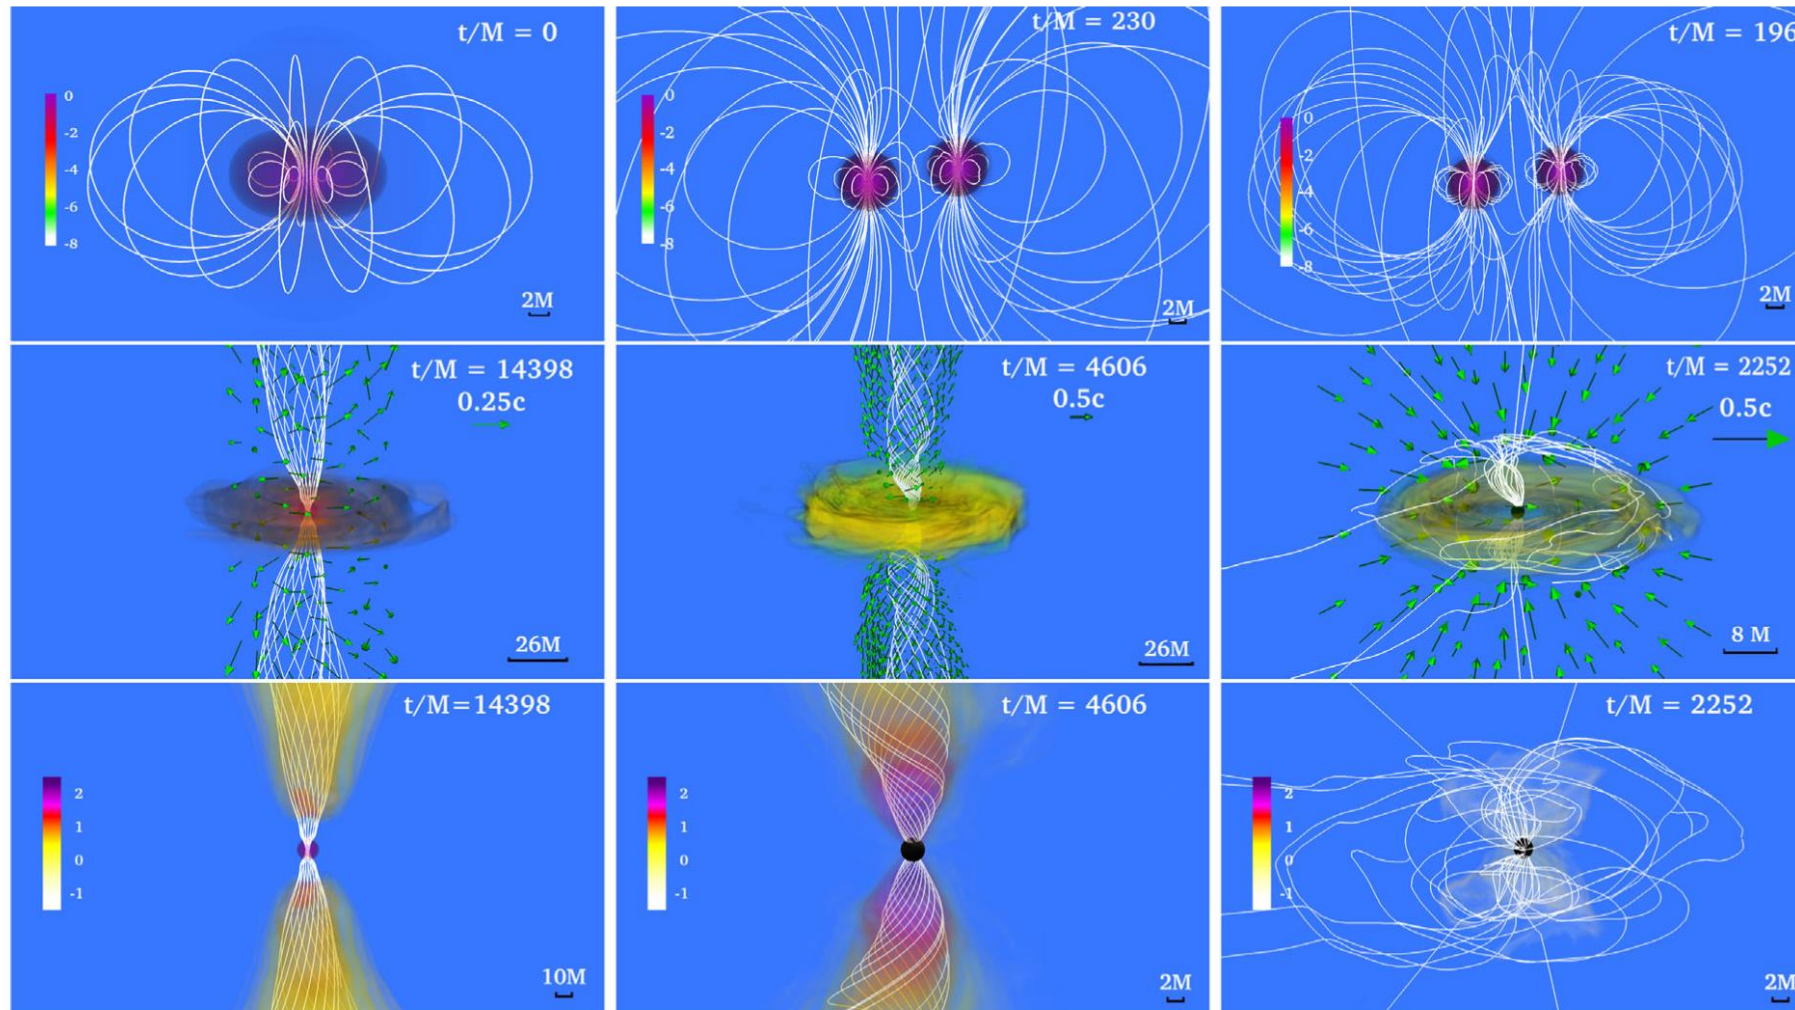 t/M = 0
0
-2
-4
-6
-8
2M
t/M = 230
0
-2
-4
-6
-8
2M
t/M = 196
0
-2
-4
-6
-8
2M
t/M = 14398
0.25c
26M
t/M = 4606
0.5c
26M
t/M = 2252
0.5c
8 M
t/M=14398
2
1
0
-1
10M
t/M = 4606
2
1
0
-1
2M
t/M = 2252
2
1
0
-1
2M